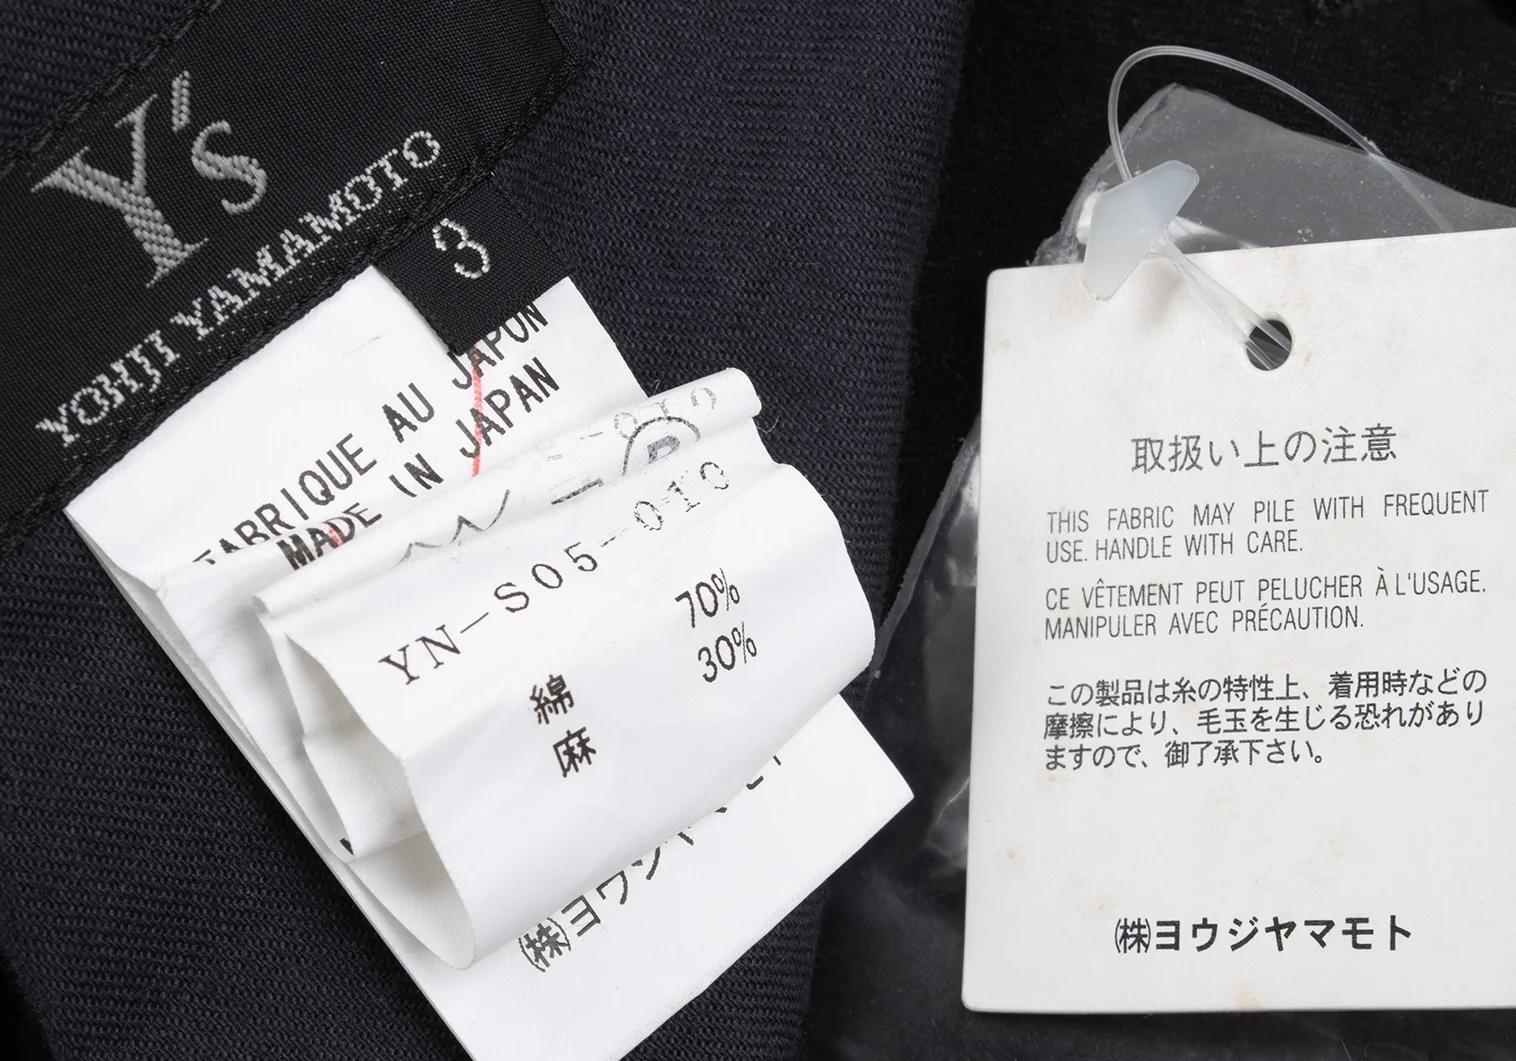 Y's
YOHJI YAMAMOTO
3
FABRIQUE AU JAPON
MADE IN JAPAN
YN-S05-010
綿 70%
麻 30%
(株)ヨウジヤマモト
取扱い上の注意
THIS FABRIC MAY PILE WITH FREQUENT
USE. HANDLE WITH CARE.
CE VÊTEMENT PEUT PELUCHER À L'USAGE.
MANIPULER AVEC PRÉCAUTION.
この製品は糸の特性上、着用時などの
摩擦により、毛玉を生じる恐れがあり
ますので、御了承下さい。
(株)ヨウジヤマモト